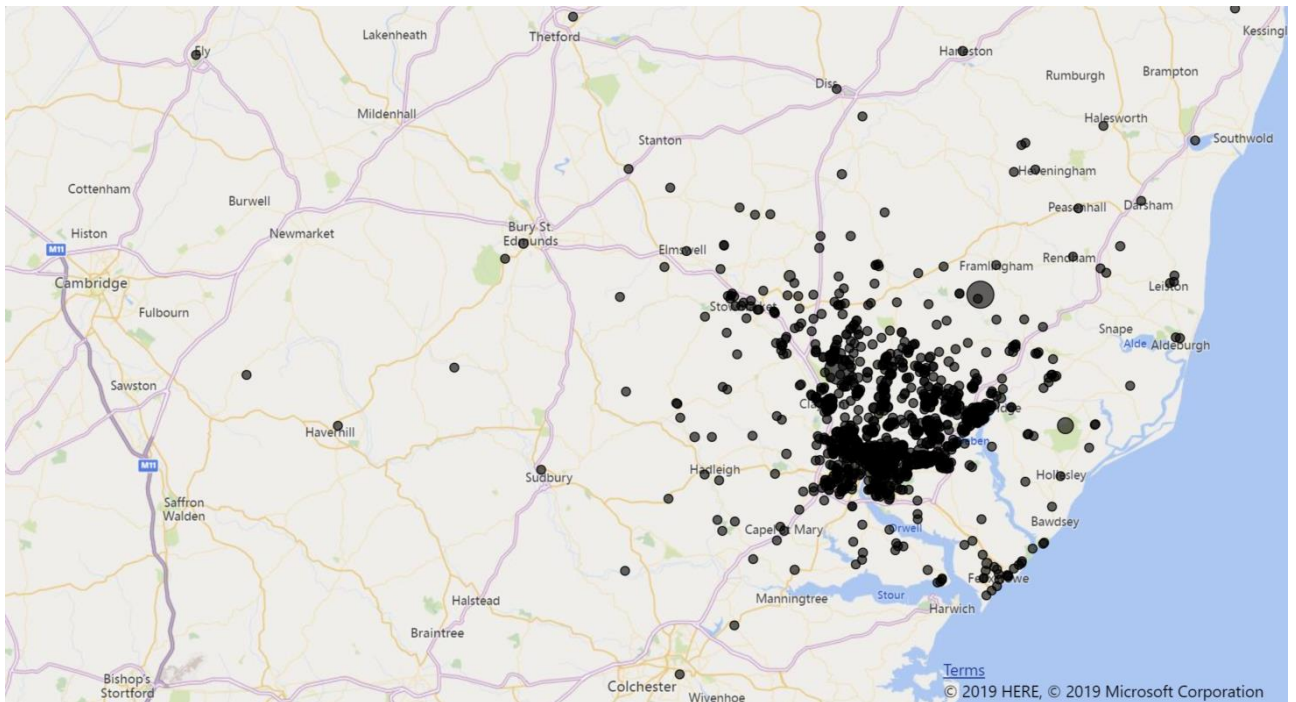 Lakenheath
Thetford
Kessingl
Ely
Harleston
Rumburgh
Brampton
Diss
Mildenhall
Halesworth
Stanton
Southwold
Heveningham
Cottenham
Burwell
Peasenhall
Darsham
Histon
Newmarket
Bury St
Edmunds
M11
Elmswell
Framlingham
Rendham
Cambridge
Leiston
Fulbourn
Snape
Alde
Aldeburgh
Sawston
Haverhill
M11
Hadleigh
Sudbury
Hollesley
Saffron
Walden
Capel St Mary
Orwell
Bawdsey
Felixstowe
Halstead
Manningtree
Stour
Harwich
Braintree
Terms
Bishop's
Stortford
Colchester
Wivenhoe
© 2019 HERE, © 2019 Microsoft Corporation